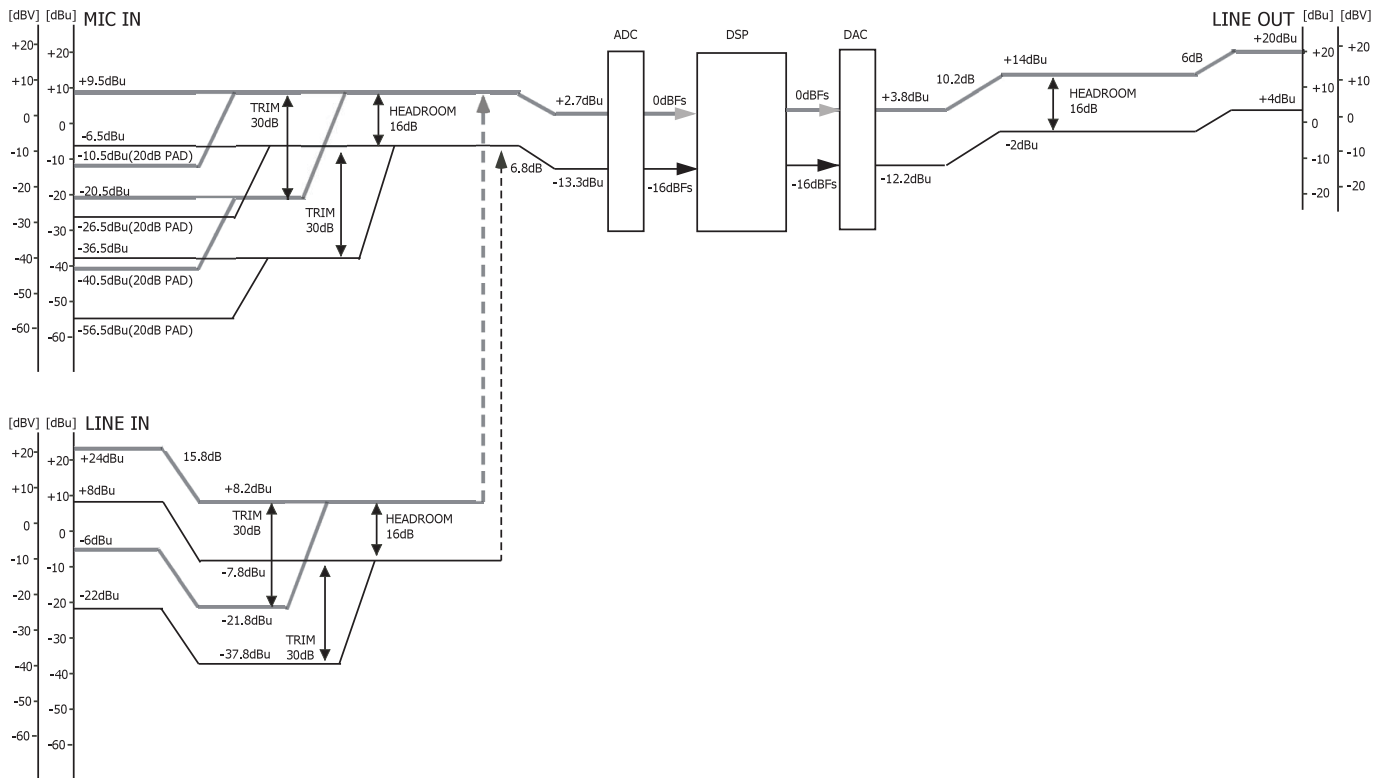 [dBV] [dBu] MIC IN
+20
+10
0
-10
-20
-30
-40
-50
-60
+20
+10
0
-10
-20
-30
-40
-50
-60
+9.5dBu
-6.5dBu
-10.5dBu(20dB PAD)
-20.5dBu
-26.5dBu(20dB PAD)
-36.5dBu
-40.5dBu(20dB PAD)
-56.5dBu(20dB PAD)
TRIM
30dB
TRIM
30dB
HEADROOM
16dB
6.8dB
+2.7dBu
-13.3dBu
ADC
0dBFs
-16dBFs
DSP
0dBFs
-16dBFs
DAC
+3.8dBu
-12.2dBu
10.2dB
+14dBu
HEADROOM
16dB
-2dBu
6dB
LINE OUT [dBu] [dBV]
+20dBu
+4dBu
+20
+10
0
-10
-20
+20
+10
0
-10
-20
[dBV] [dBu] LINE IN
+20
+10
0
-10
-20
-30
-40
-50
-60
+20
+10
0
-10
-20
-30
-40
-50
-60
+24dBu
+8dBu
-6dBu
-22dBu
15.8dB
+8.2dBu
TRIM
30dB
-7.8dBu
HEADROOM
16dB
-21.8dBu
TRIM
30dB
-37.8dBu